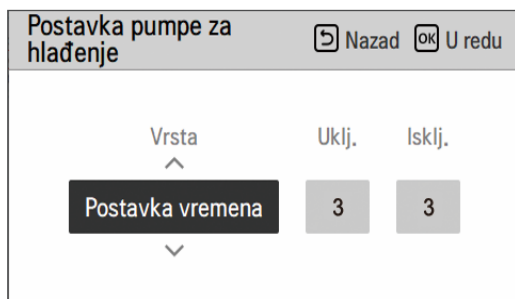 Postavka pumpe za
hlađenje
Nazad OK U redu
Vrsta Uklj. Isklj.
Postavka vremena 3 3